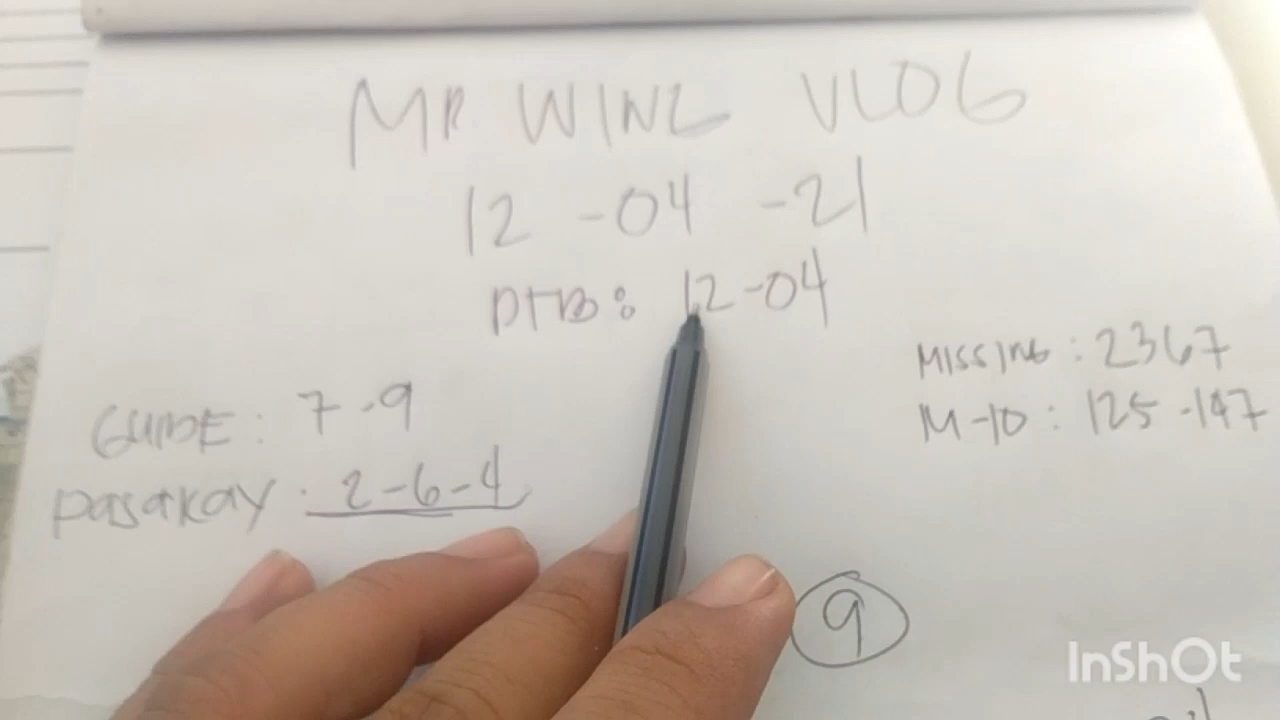 MR WINZ VLOG
12 -04 -21
DTB: 12-04
MISSING: 2367
GUIDE: 7-9
M-10: 125 -147
PASAKAY: 2-6-4
9
InShOt